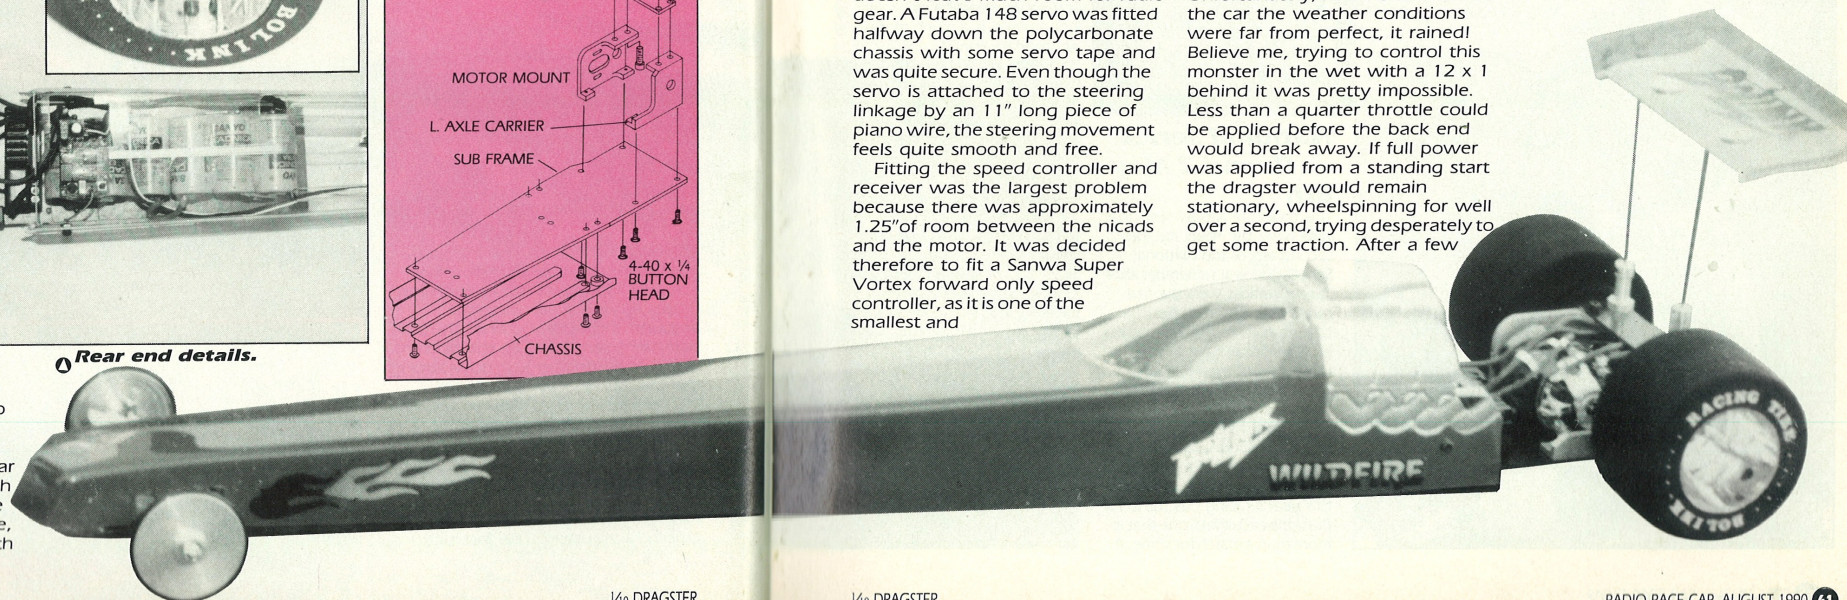 BOLINK
SANYO
Rear end details.
ar
h
e,
th
MOTOR MOUNT
L. AXLE CARRIER
SUB FRAME
4-40 x ¼
BUTTON
HEAD
CHASSIS
gear. A Futaba 148 servo was fitted
halfway down the polycarbonate
chassis with some servo tape and
was quite secure. Even though the
servo is attached to the steering
linkage by an 11" long piece of
piano wire, the steering movement
feels quite smooth and free.
Fitting the speed controller and
receiver was the largest problem
because there was approximately
1.25"of room between the nicads
and the motor. It was decided
therefore to fit a Sanwa Super
Vortex forward only speed
controller, as it is one of the
smallest and
the car the weather conditions
were far from perfect, it rained!
Believe me, trying to control this
monster in the wet with a 12 x 1
behind it was pretty impossible.
Less than a quarter throttle could
be applied before the back end
would break away. If full power
was applied from a standing start
the dragster would remain
stationary, wheelspinning for well
over a second, trying desperately to
get some traction. After a few
BOLINK
WILDFIRE
RACING TIRE
BOLINK
DRAGSTER
DRAGSTER
RADIO RACE CAR, AUGUST 1990 61